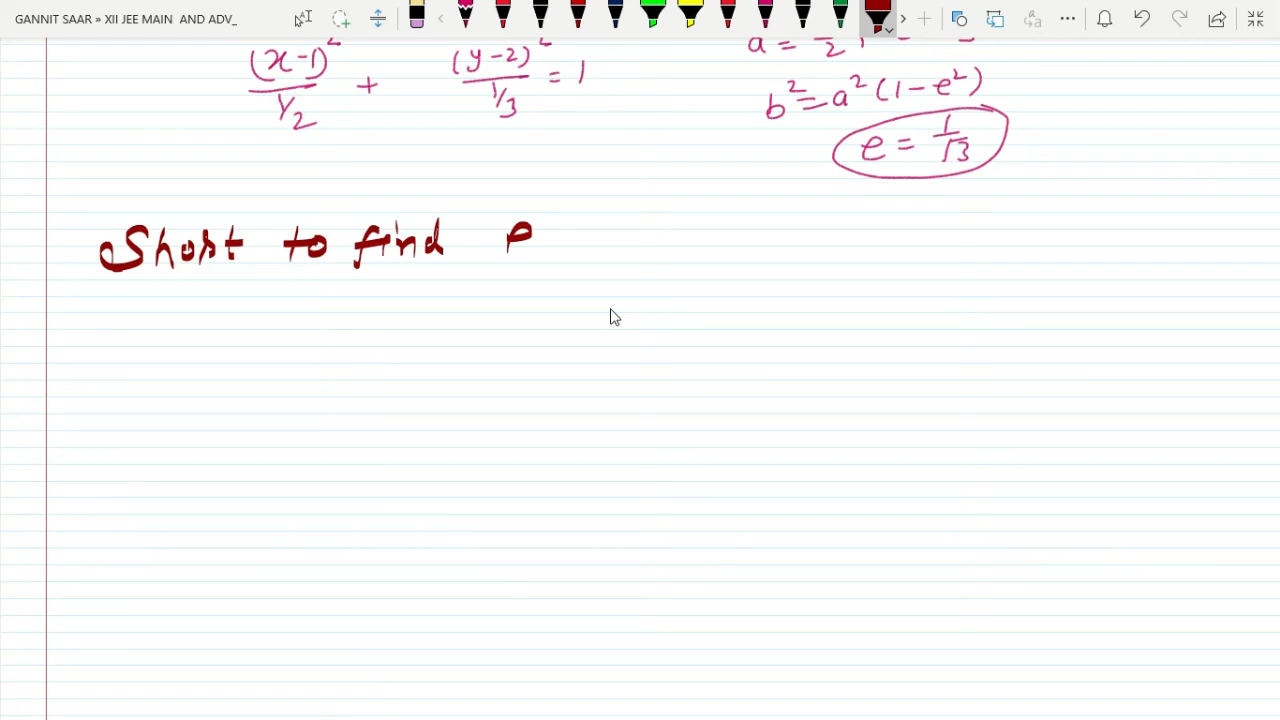 GANNIT SAAR » XII JEE MAIN AND ADV_
(x-1)²/1/2 + (y-2)²/1/3 = 1
a = 
b² = a² (1 - e²)
e = 1/√3
Short to find e